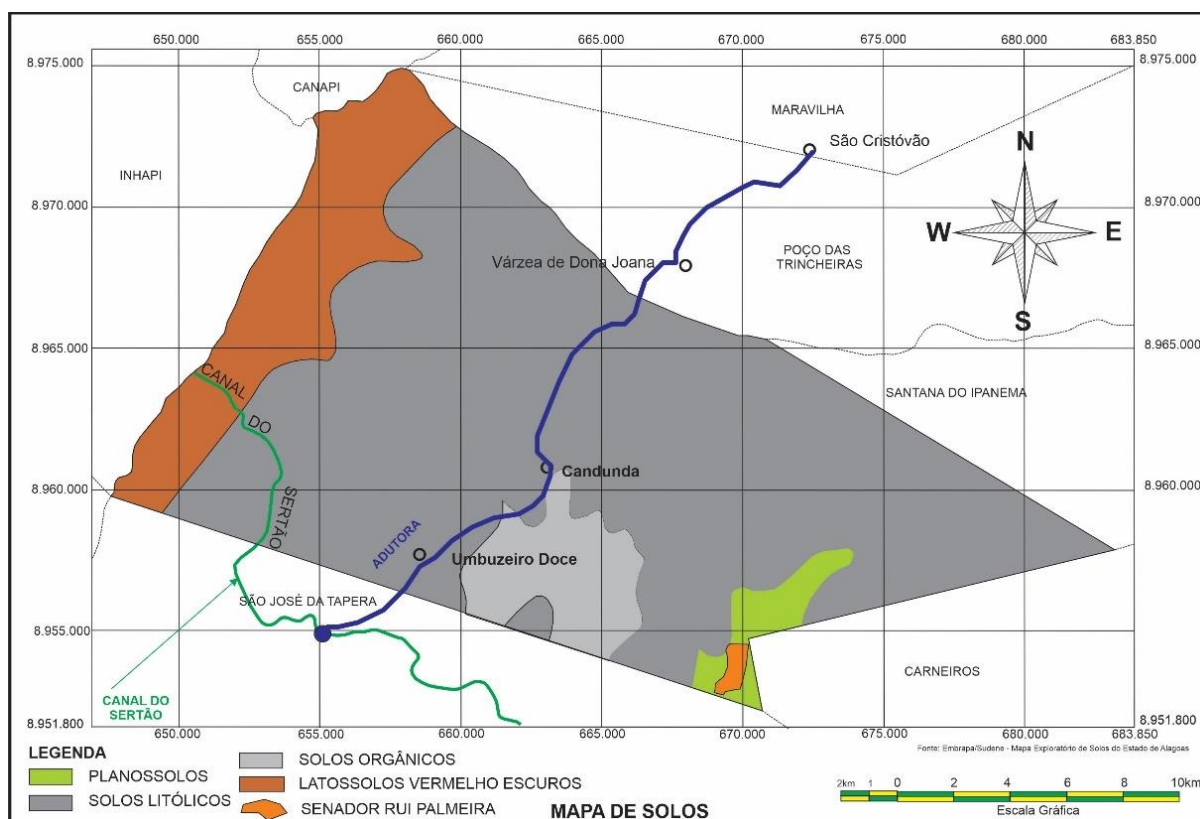 650.000 655.000 660.000 665.000 670.000 675.000 680.000 683.850
8.975.000 8.975.000
CANAPI
MARAVILHA
São Cristóvão
N
INHAPI
8.970.000 8.970.000
W E
Várzea de Dona Joana
POÇO DAS
TRINCHEIRAS
S
8.965.000 8.965.000
CANAL
DO
SERTÃO
SANTANA DO IPANEMA
Candunda
8.960.000 8.960.000
ADUTORA
Umbuzeiro Doce
SÃO JOSÉ DA TAPERA
8.955.000 8.955.000
CARNEIROS
CANAL DO
SERTÃO
8.951.800 8.951.800
650.000 655.000 660.000 665.000 670.000 675.000 680.000 683.850
LEGENDA
PLANOSSOLOS
SOLOS LITÓLICOS
SOLOS ORGÂNICOS
LATOSSOLOS VERMELHO ESCUROS
SENADOR RUI PALMEIRA
MAPA DE SOLOS
Fonte: Embrapa/Sudene - Mapa Exploratório de Solos do Estado de Alagoas
2km 1 0 2 4 6 8 10km
Escala Gráfica